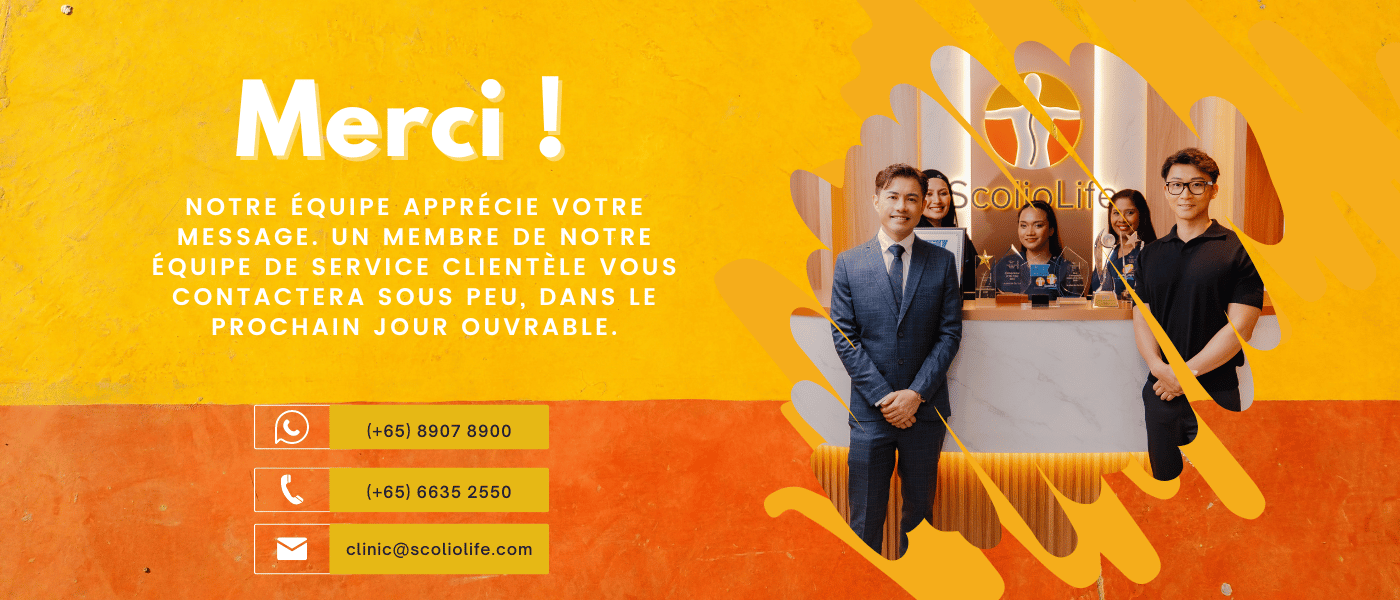 Merci !
NOTRE ÉQUIPE APPRÉCIE VOTRE
MESSAGE. UN MEMBRE DE NOTRE
ÉQUIPE DE SERVICE CLIENTÈLE VOUS
CONTACTERA SOUS PEU, DANS LE
PROCHAIN JOUR OUVRABLE.
(+65) 8907 8900
(+65) 6635 2550
clinic@scoliolife.com
ScolioLife